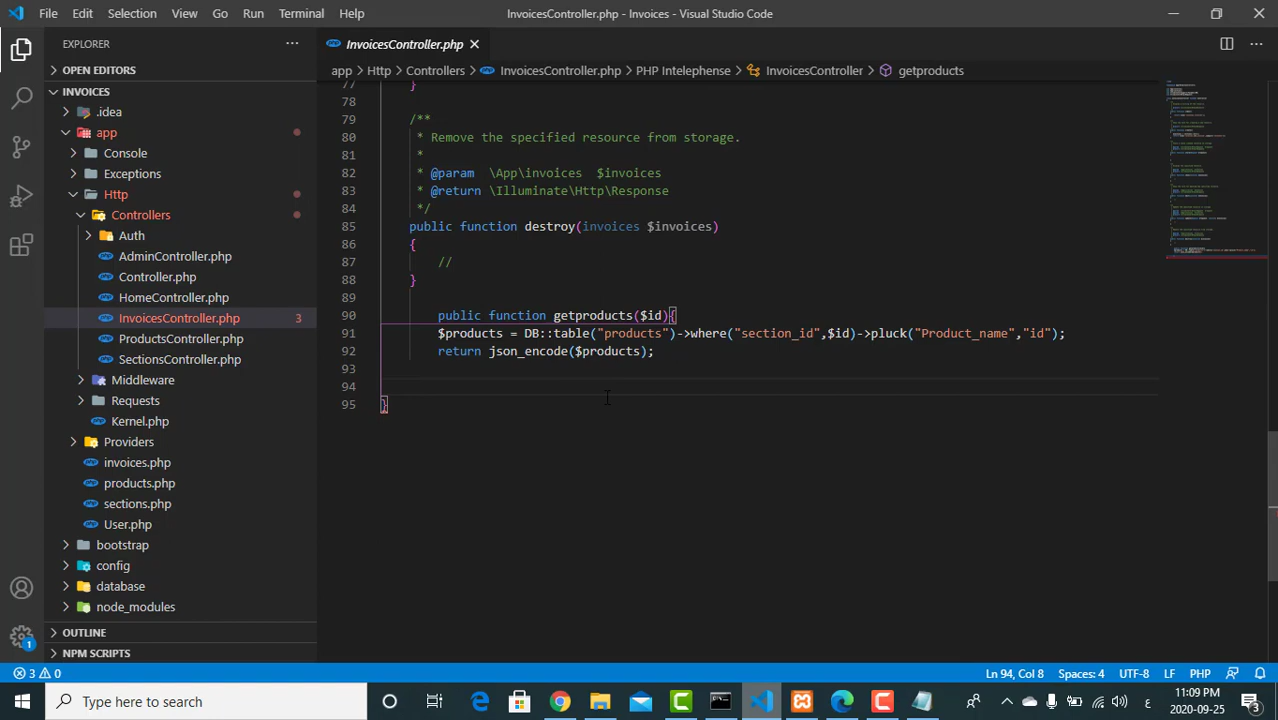 File Edit Selection View Go Run Terminal Help InvoicesController.php - Invoices - Visual Studio Code
EXPLORER
OPEN EDITORS
INVOICES
.idea
app
Console
Exceptions
Http
Controllers
Auth
AdminController.php
Controller.php
HomeController.php
InvoicesController.php 3
ProductsController.php
SectionsController.php
Middleware
Requests
Kernel.php
Providers
invoices.php
products.php
sections.php
User.php
bootstrap
config
database
node_modules
OUTLINE
NPM SCRIPTS
InvoicesController.php
app > Http > Controllers > InvoicesController.php > PHP Intelephense > InvoicesController > getproducts
77 }
78
79 /**
80 * Remove the specified resource from storage.
81 *
82 * @param \App\invoices $invoices
83 * @return \Illuminate\Http\Response
84 */
85 public function destroy(invoices $invoices)
86 {
87 //
88 }
89
90 public function getproducts($id){
91 $products = DB::table("products")->where("section_id",$id)->pluck("Product_name","id");
92 return json_encode($products);
93
94
95 }
1
3 0 Ln 94, Col 8 Spaces: 4 UTF-8 LF PHP
Type here to search
ع
11:09 PM
2020-09-25
3